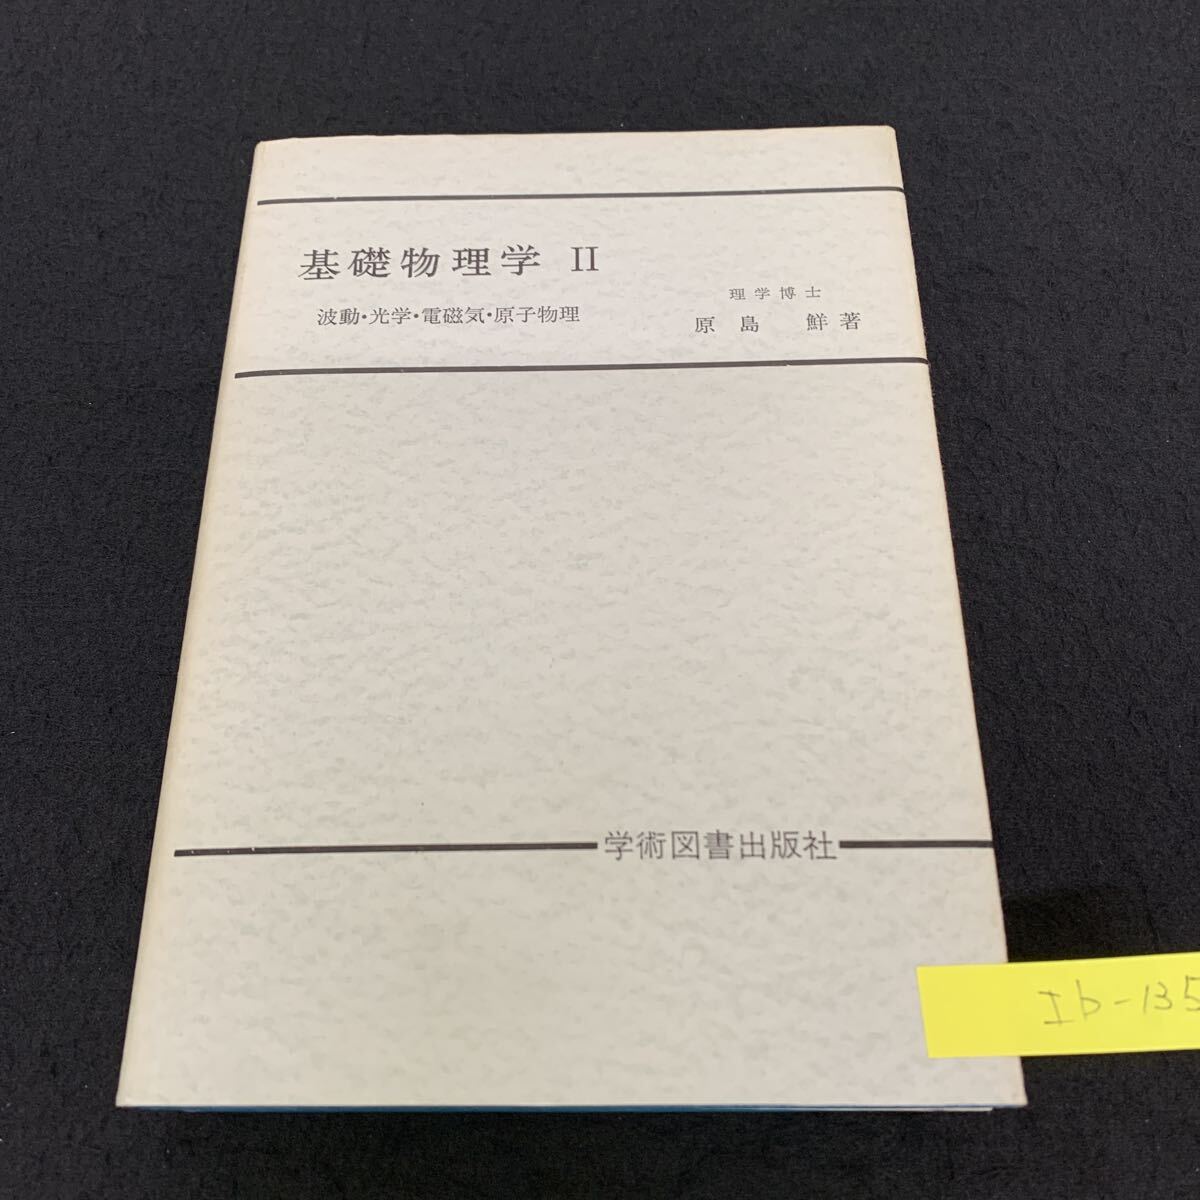 基礎物理学 II
波動・光学・電磁気・原子物理
理学博士
原島 鮮著
学術図書出版社
Ib-135